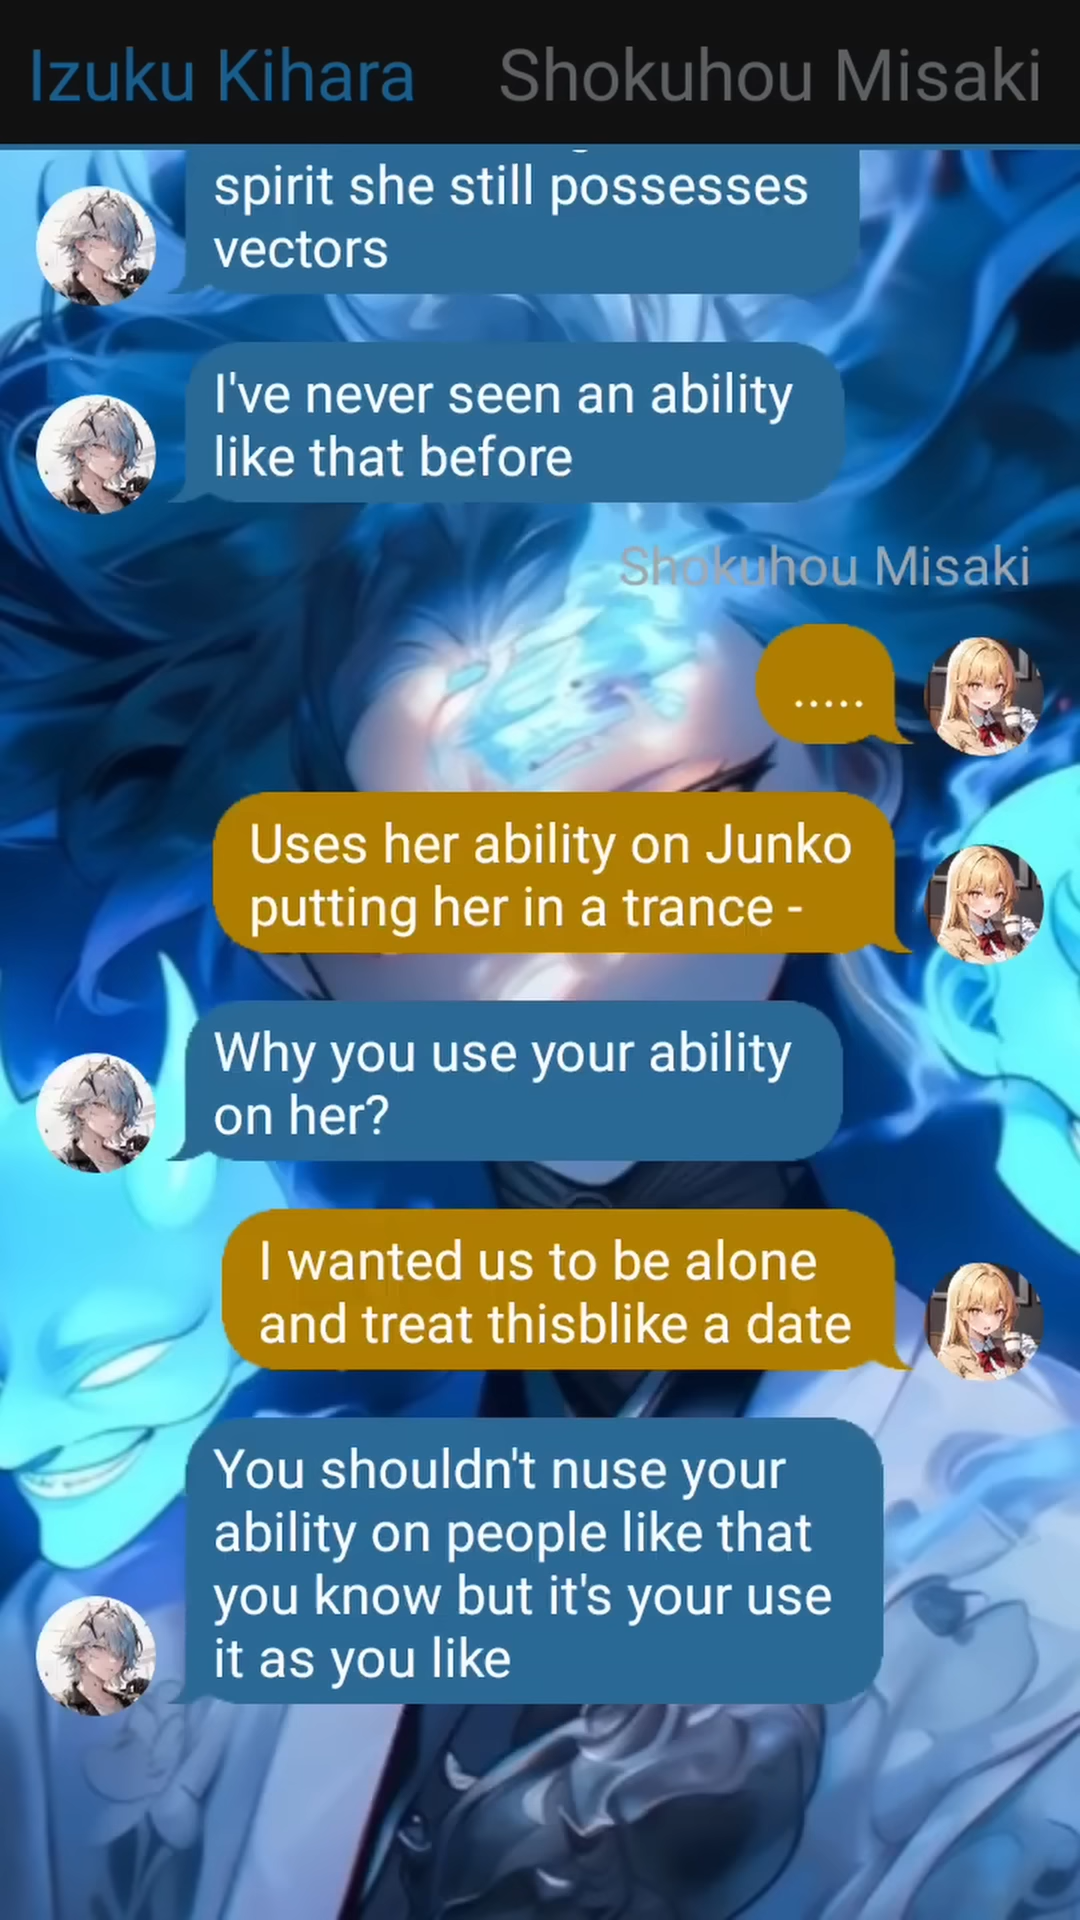 Izuku Kihara Shokuhou Misaki
spirit she still possesses
vectors
I've never seen an ability
like that before
Shokuhou Misaki
.....
Uses her ability on Junko
putting her in a trance -
Why you use your ability
on her?
I wanted us to be alone
and treat thisblike a date
You shouldn't nuse your
ability on people like that
you know but it's your use
it as you like